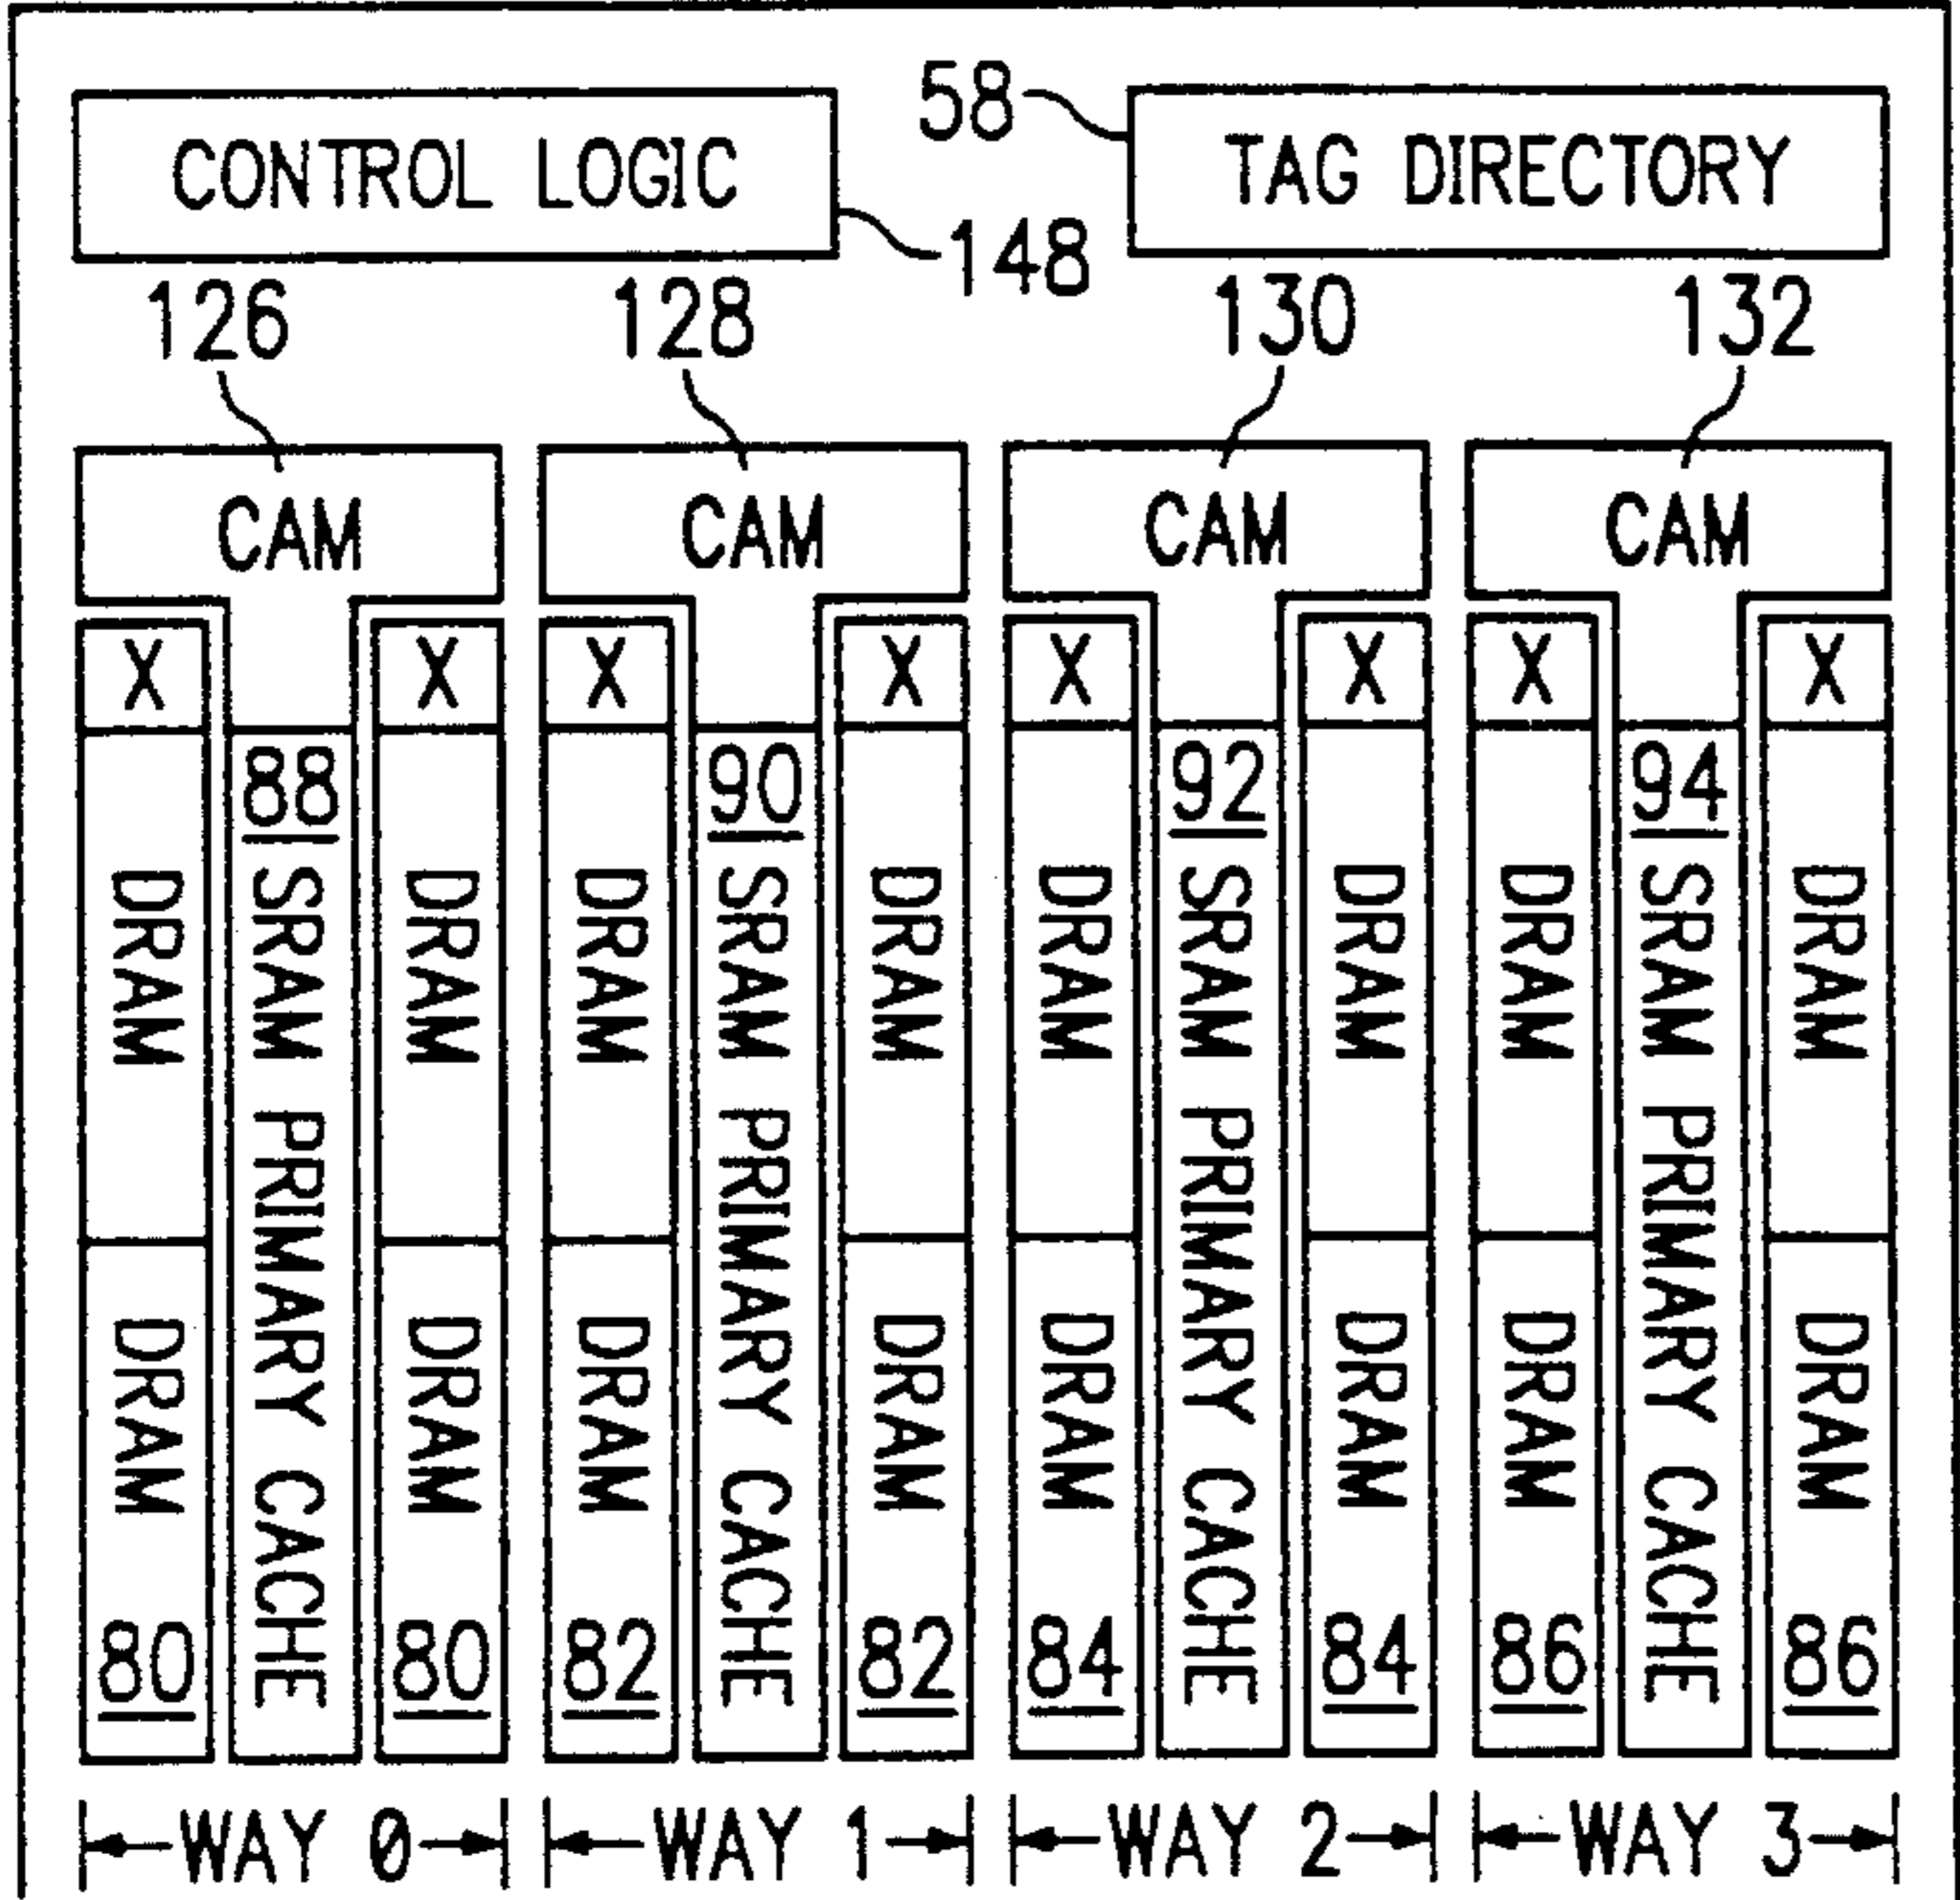 58
CONTROL LOGIC
TAG DIRECTORY
148
126
128
130
132
CAM
CAM
CAM
CAM
X
X
X
X
X
X
X
X
88
90
92
94
DRAM
SRAM PRIMARY CACHE
DRAM
DRAM
SRAM PRIMARY CACHE
DRAM
DRAM
SRAM PRIMARY CACHE
DRAM
DRAM
SRAM PRIMARY CACHE
DRAM
DRAM
DRAM
DRAM
DRAM
DRAM
DRAM
DRAM
DRAM
80
80
82
82
84
84
86
86
WAY 0
WAY 1
WAY 2
WAY 3